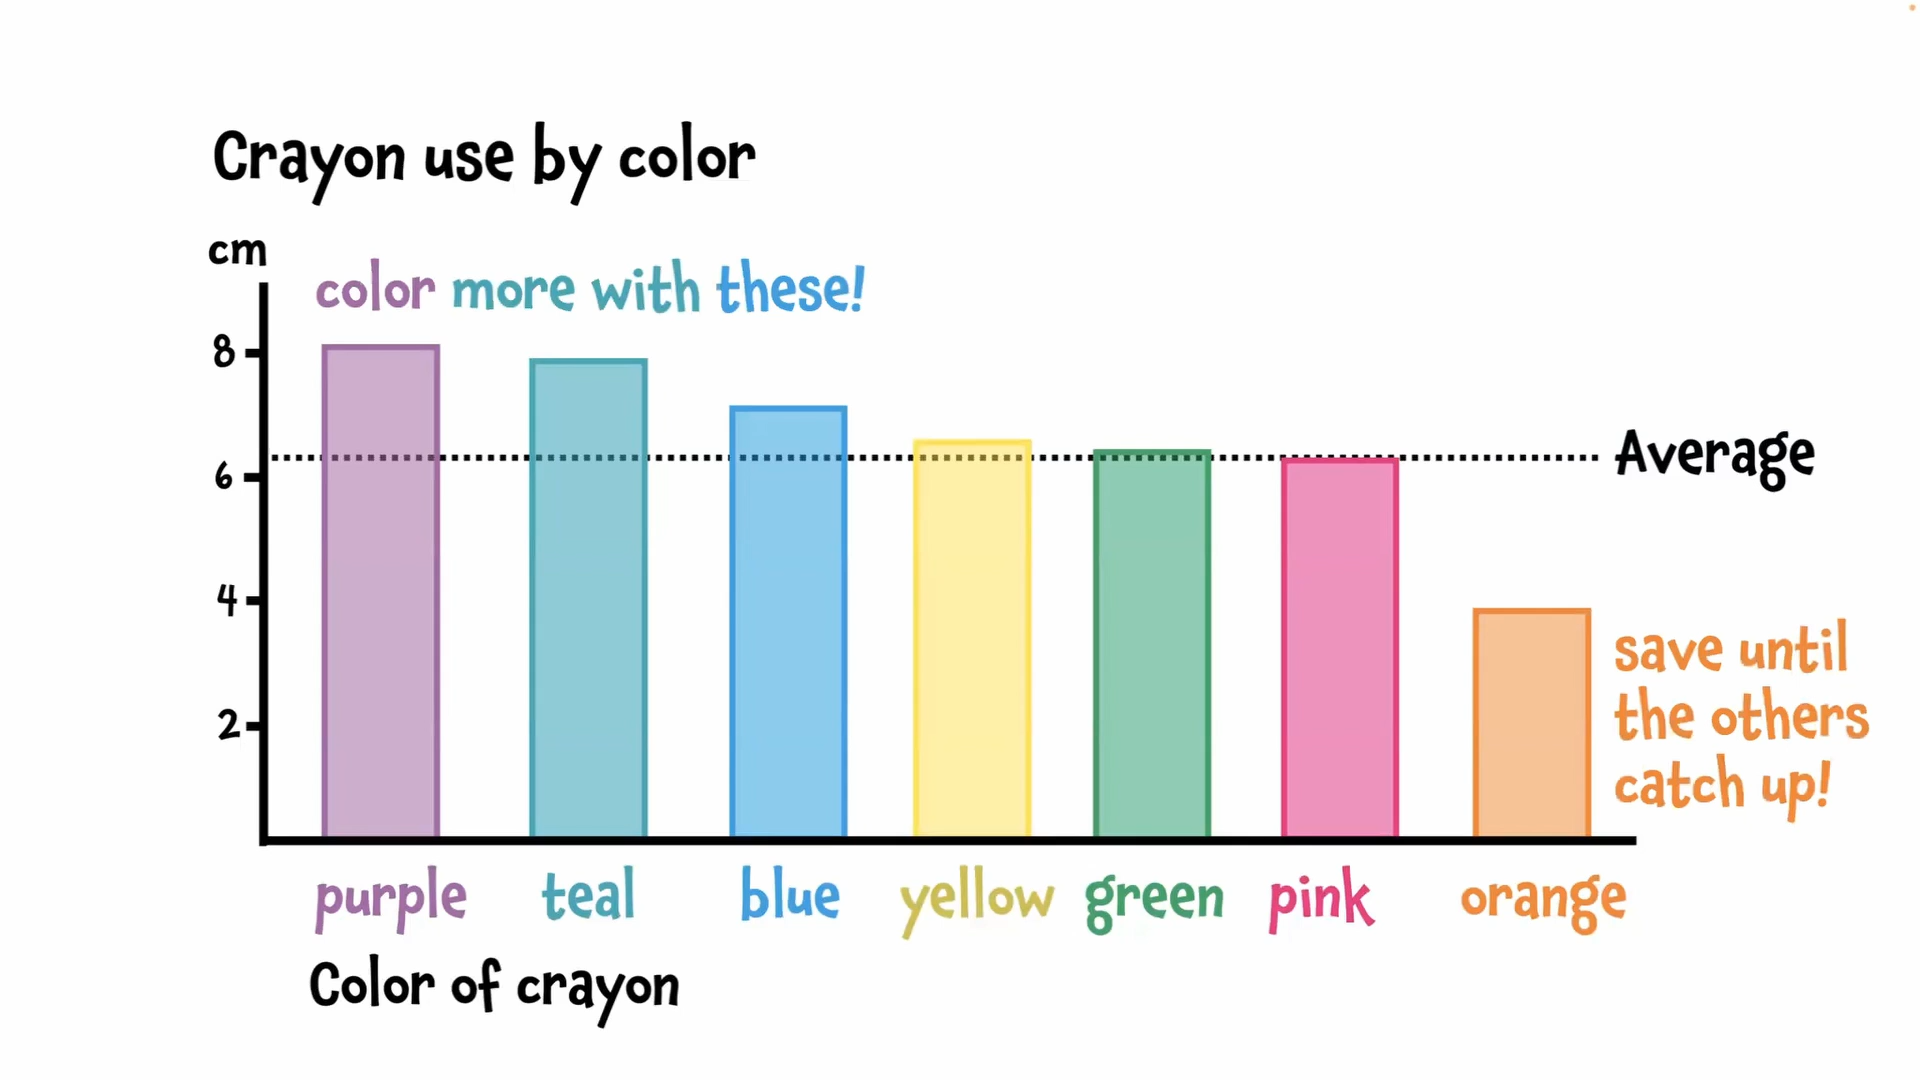 Crayon use by color
cm
color more with these!
8
6
4
2
Average
save until
the others
catch up!
purple teal blue yellow green pink orange
Color of crayon